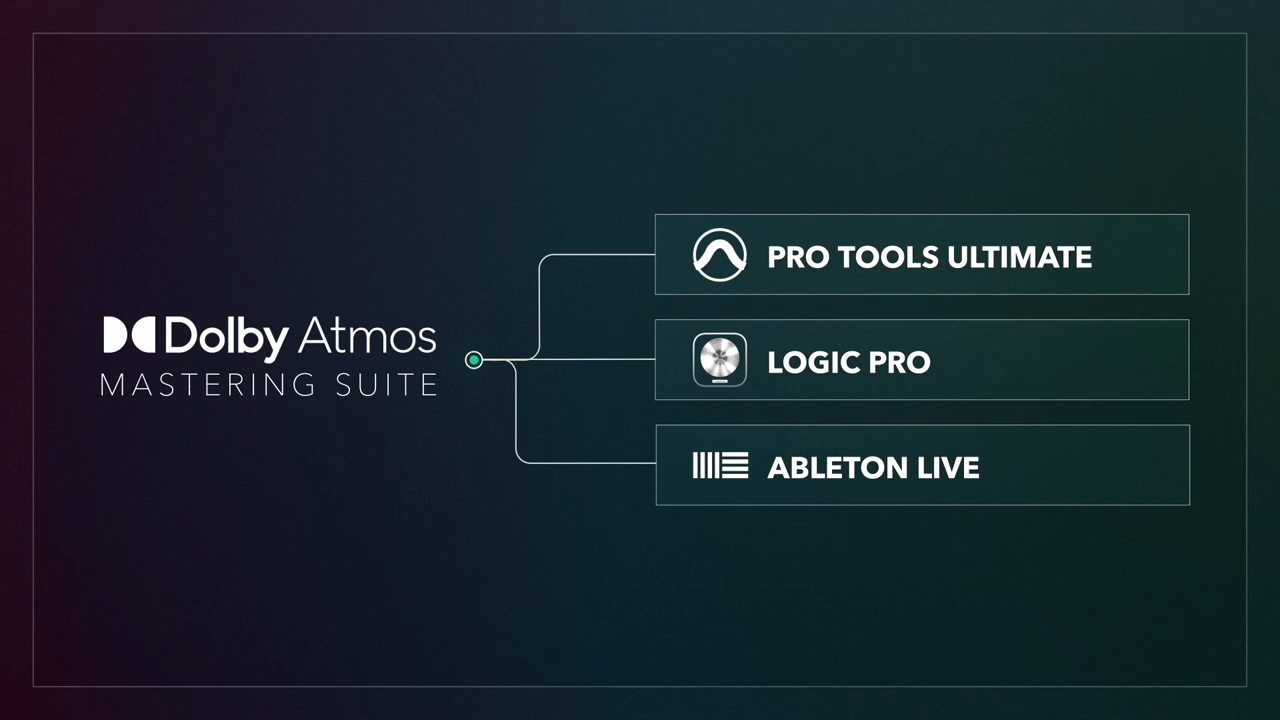 Dolby Atmos
MASTERING SUITE
PRO TOOLS ULTIMATE
LOGIC PRO
ABLETON LIVE